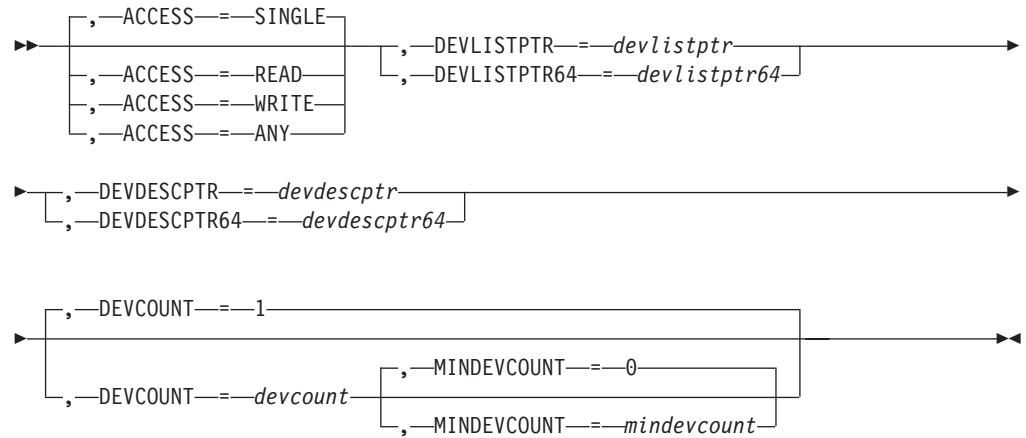 , ACCESS = SINGLE
, ACCESS = READ
, ACCESS = WRITE
, ACCESS = ANY
, DEVLISTPTR = devlistptr
, DEVLISTPTR64 = devlistptr64
, DEVDESCPTR = devdescptr
, DEVDESCPTR64 = devdescptr64
, DEVCOUNT = 1
, DEVCOUNT = devcount
, MINDEVCOUNT = 0
, MINDEVCOUNT = mindevcount